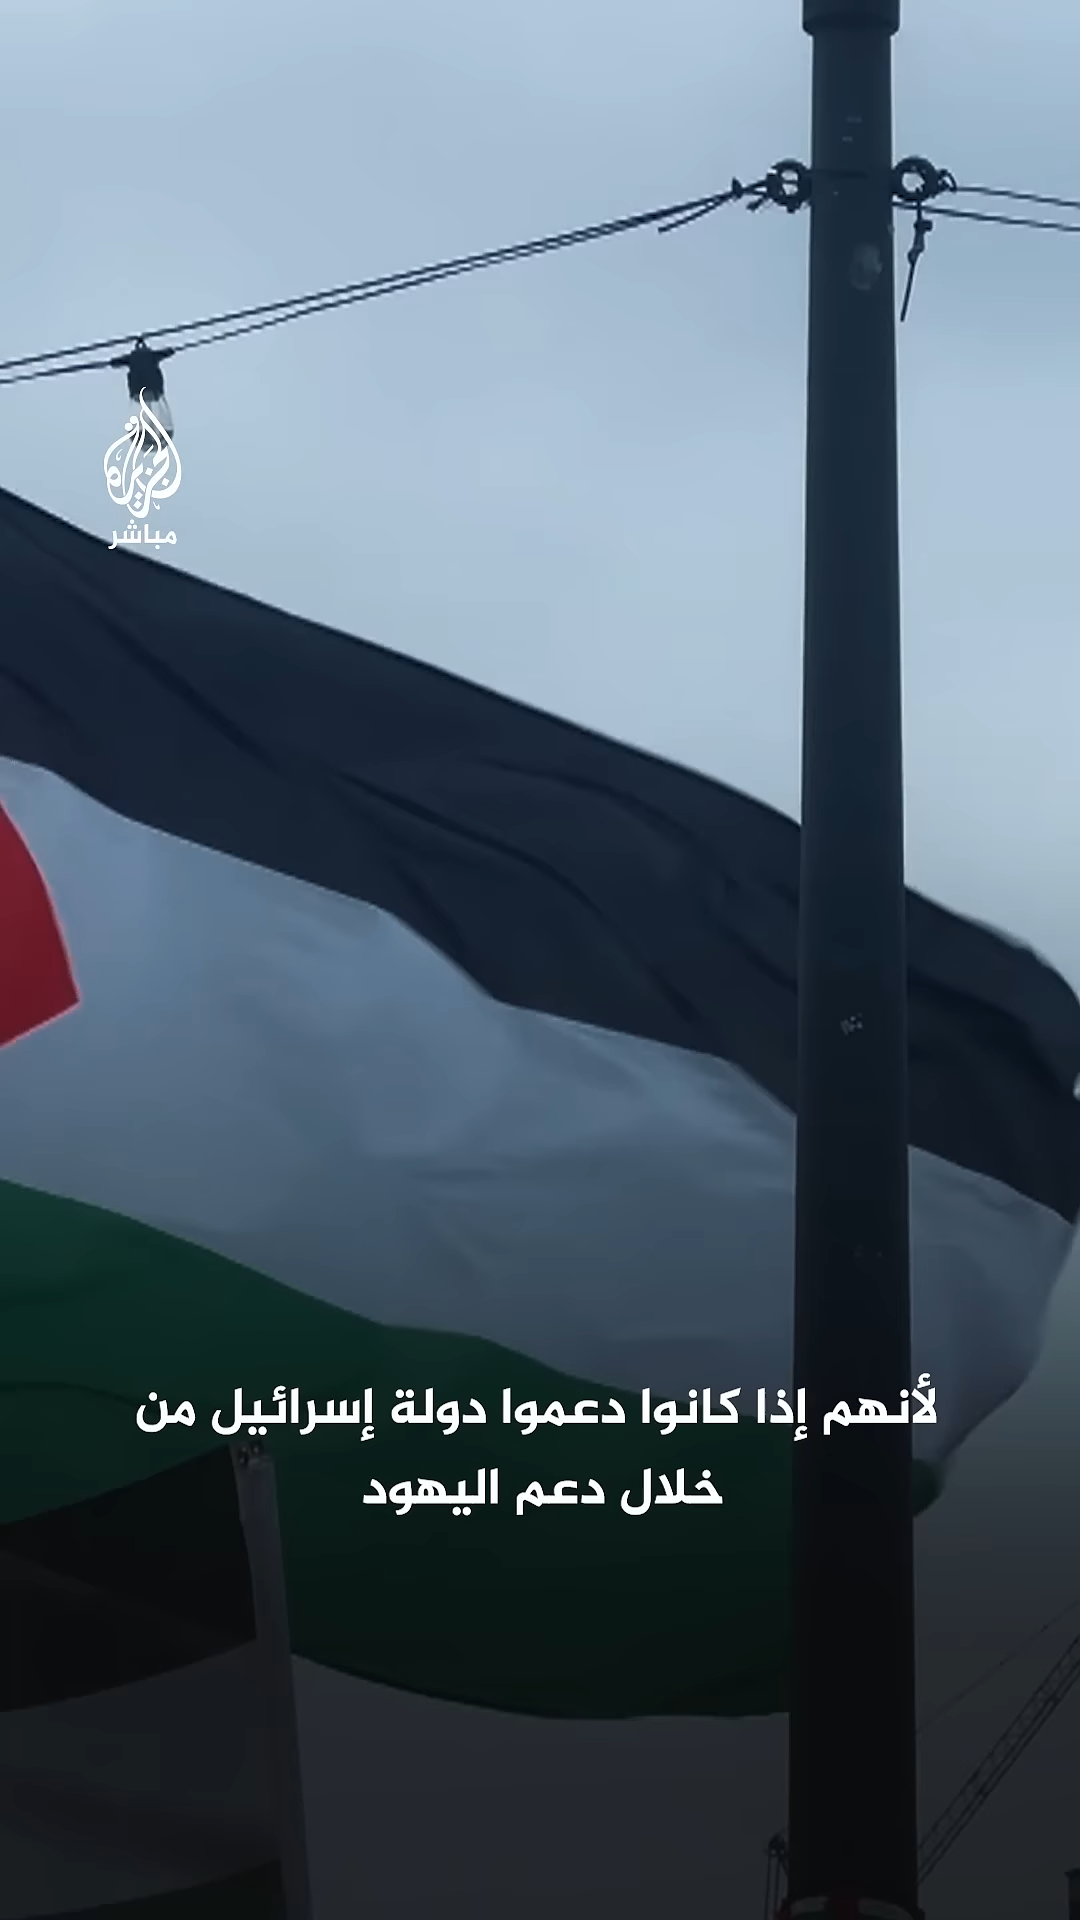 الجزيرة
مباشر
لأنهم إذا كانوا دعموا دولة إسرائيل من
خلال دعم اليهود